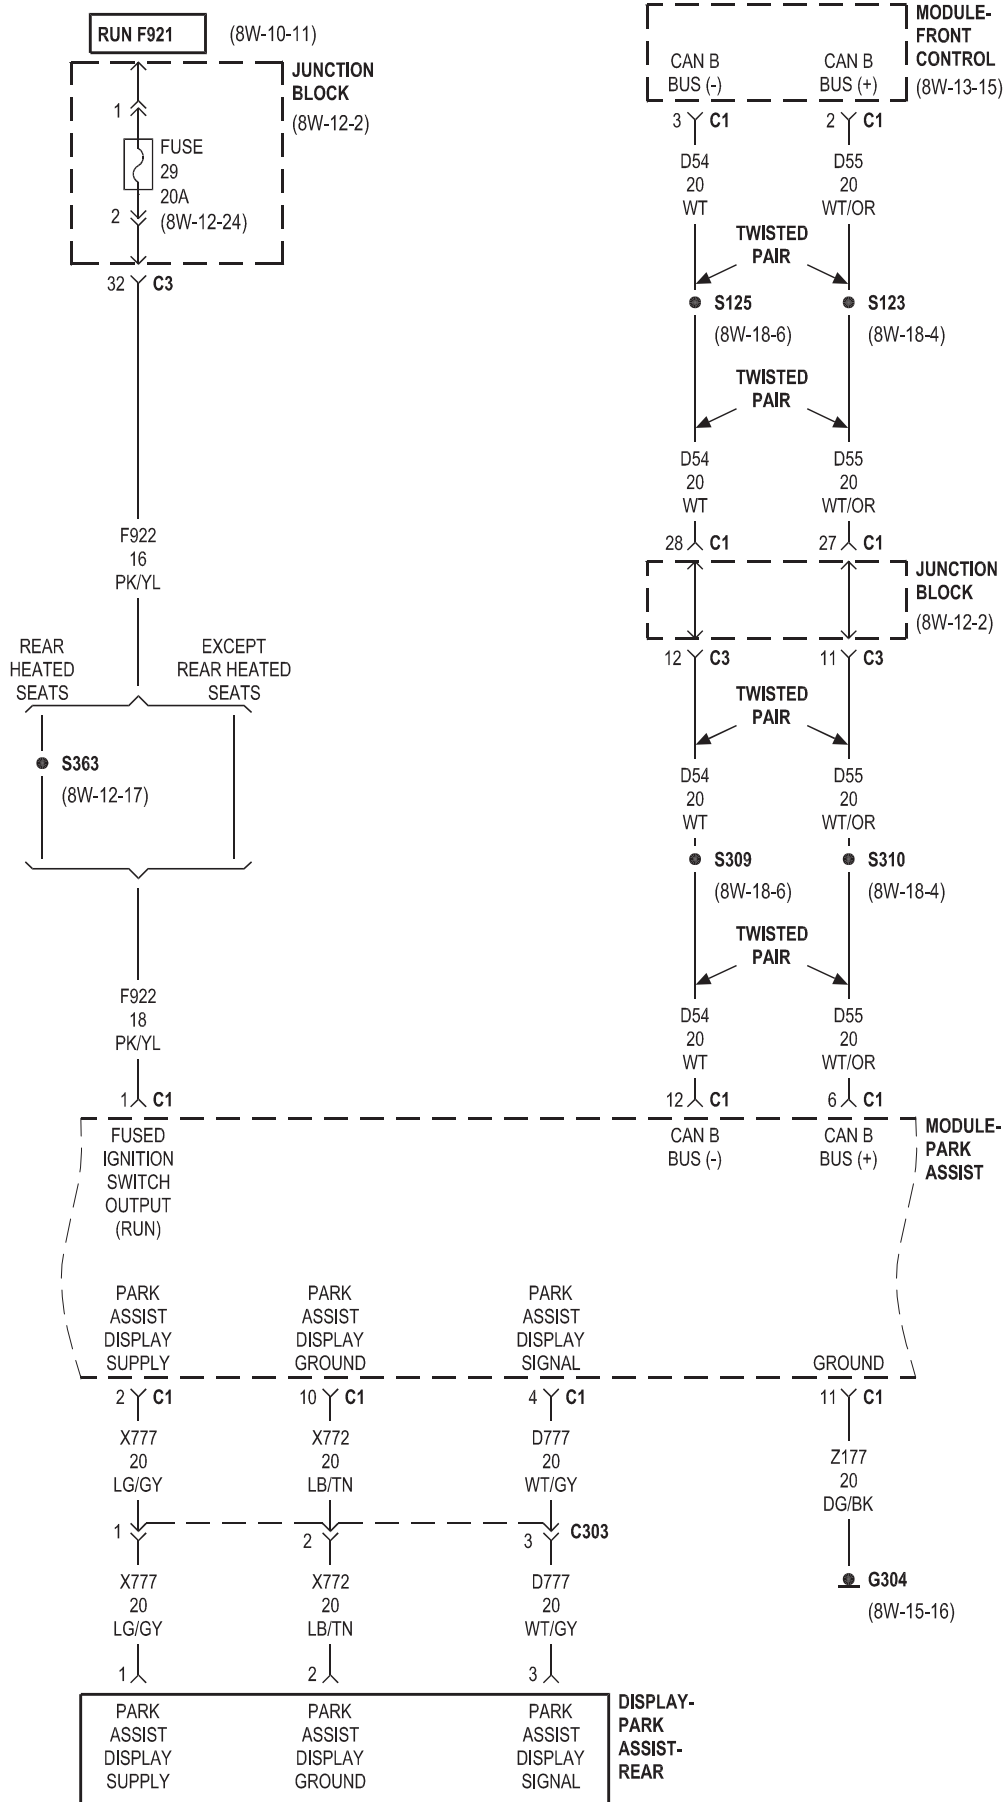 RUN F921
(8W-10-11)
JUNCTION
BLOCK
(8W-12-2)
1
FUSE
29
20A
(8W-12-24)
2
32
C3
F922
16
PK/YL
REAR
HEATED
SEATS
EXCEPT
REAR HEATED
SEATS
S363
(8W-12-17)
F922
18
PK/YL
1
C1
MODULE-
FRONT
CONTROL
(8W-13-15)
CAN B
BUS (-)
CAN B
BUS (+)
3
C1
2
C1
D54
20
WT
D55
20
WT/OR
TWISTED
PAIR
S125
(8W-18-6)
S123
(8W-18-4)
TWISTED
PAIR
D54
20
WT
D55
20
WT/OR
28
C1
27
C1
JUNCTION
BLOCK
(8W-12-2)
12
C3
11
C3
TWISTED
PAIR
D54
20
WT
D55
20
WT/OR
S309
(8W-18-6)
S310
(8W-18-4)
TWISTED
PAIR
D54
20
WT
D55
20
WT/OR
12
C1
6
C1
FUSED
IGNITION
SWITCH
OUTPUT
(RUN)
CAN B
BUS (-)
CAN B
BUS (+)
MODULE-
PARK
ASSIST
PARK
ASSIST
DISPLAY
SUPPLY
PARK
ASSIST
DISPLAY
GROUND
PARK
ASSIST
DISPLAY
SIGNAL
GROUND
2
C1
10
C1
4
C1
11
C1
X777
20
LG/GY
X772
20
LB/TN
D777
20
WT/GY
Z177
20
DG/BK
1
2
3
C303
X777
20
LG/GY
X772
20
LB/TN
D777
20
WT/GY
G304
(8W-15-16)
1
2
3
PARK
ASSIST
DISPLAY
SUPPLY
PARK
ASSIST
DISPLAY
GROUND
PARK
ASSIST
DISPLAY
SIGNAL
DISPLAY-
PARK
ASSIST-
REAR